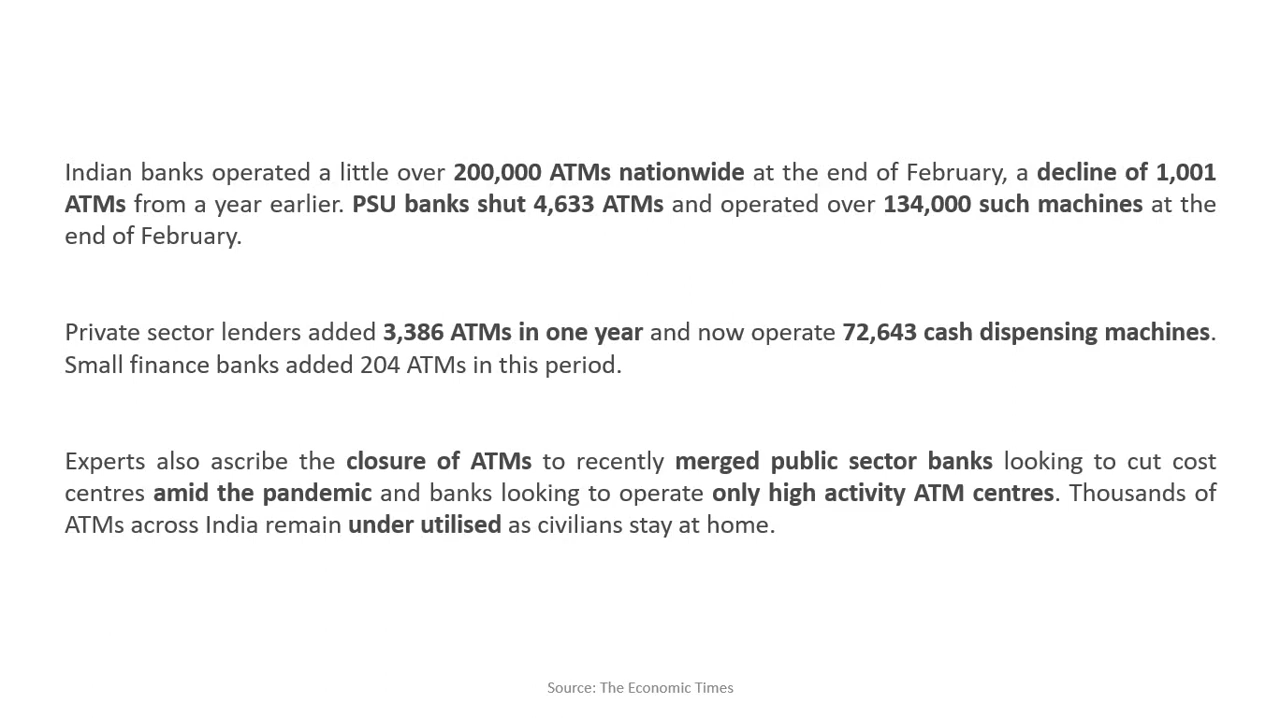 Indian banks operated a little over 200,000 ATMs nationwide at the end of February, a decline of 1,001
ATMs from a year earlier. PSU banks shut 4,633 ATMs and operated over 134,000 such machines at the
end of February.
Private sector lenders added 3,386 ATMs in one year and now operate 72,643 cash dispensing machines.
Small finance banks added 204 ATMs in this period.
Experts also ascribe the closure of ATMs to recently merged public sector banks looking to cut cost
centres amid the pandemic and banks looking to operate only high activity ATM centres. Thousands of
ATMs across India remain under utilised as civilians stay at home.
Source: The Economic Times